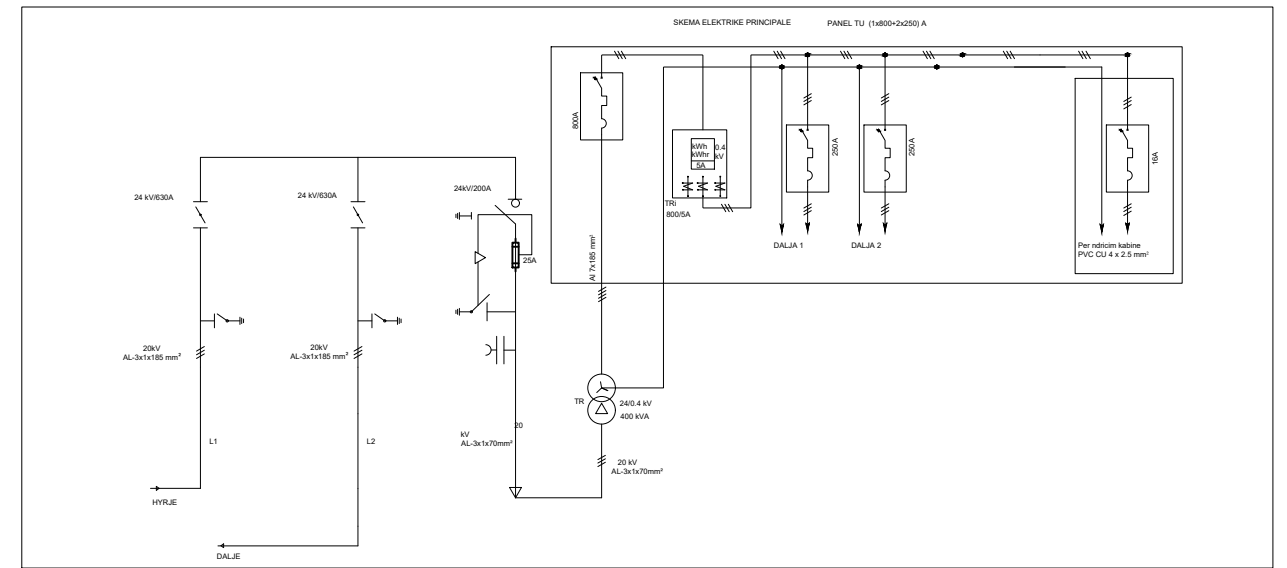 SKEMA ELEKTRIKE PRINCIPALE
PANEL TU (1x800+2x250) A
800A
kWh
kWhr
0.4
kV
5A
TRi
800/5A
250A
250A
16A
DALJA 1
DALJA 2
Per ndricim kabine
PVC CU 4 x 2.5 mm²
24 kV/630A
24 kV/630A
24kV/200A
25A
Al 7x185 mm²
20kV
AL-3x1x185 mm²
20kV
AL-3x1x185 mm²
TR
24/0.4 kV
400 kVA
L1
L2
20
kV
AL-3x1x70mm²
20 kV
AL-3x1x70mm²
HYRJE
DALJE